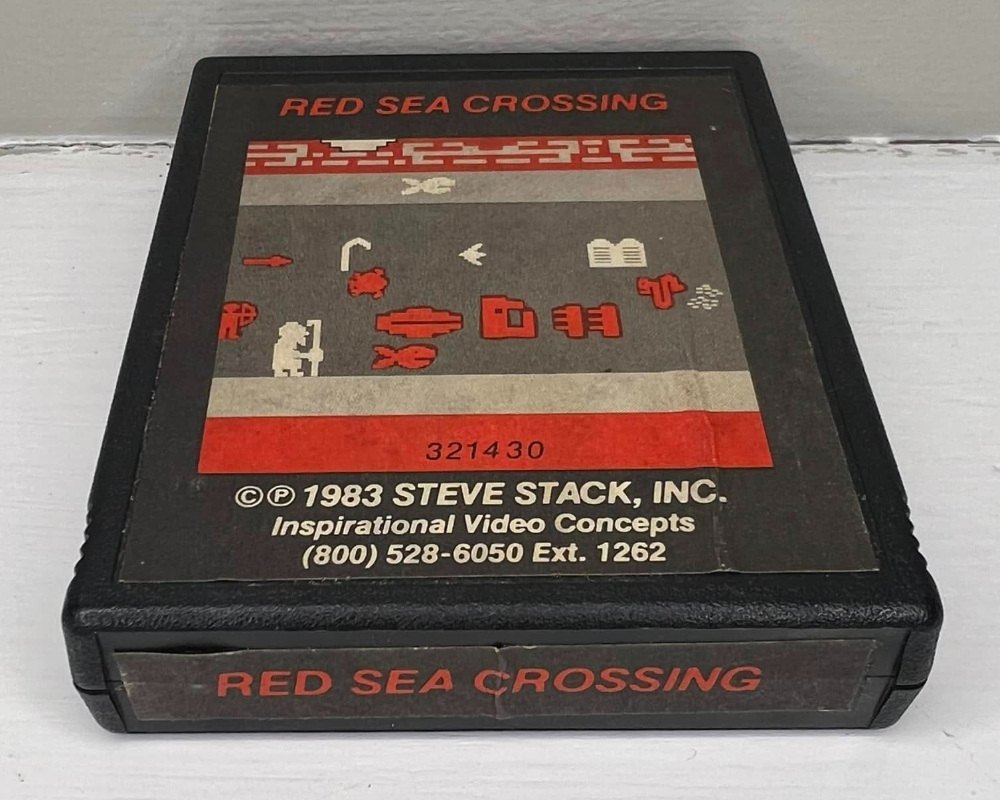 RED SEA CROSSING
321430
©℗ 1983 STEVE STACK, INC.
Inspirational Video Concepts
(800) 528-6050 Ext. 1262
RED SEA CROSSING